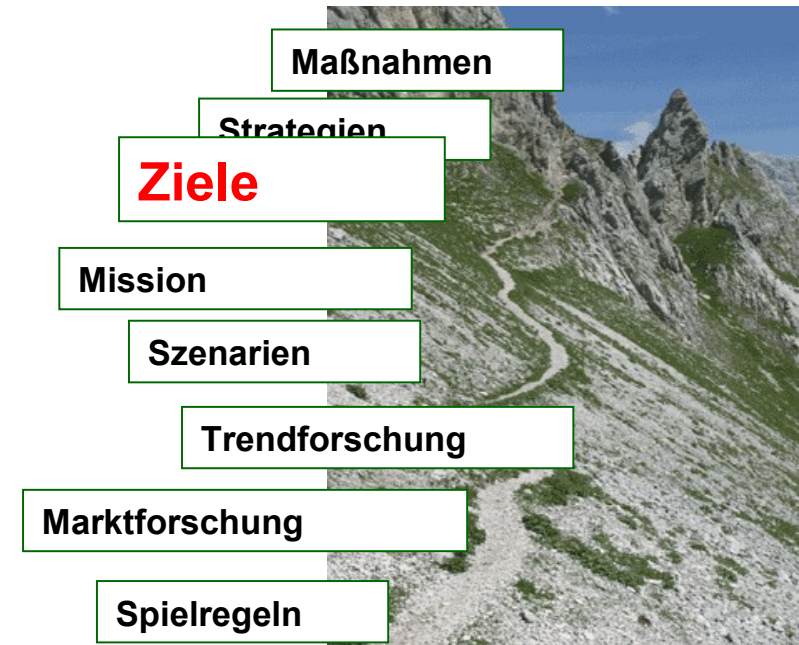 Maßnahmen
Strategien
Ziele
Mission
Szenarien
Trendforschung
Marktforschung
Spielregeln